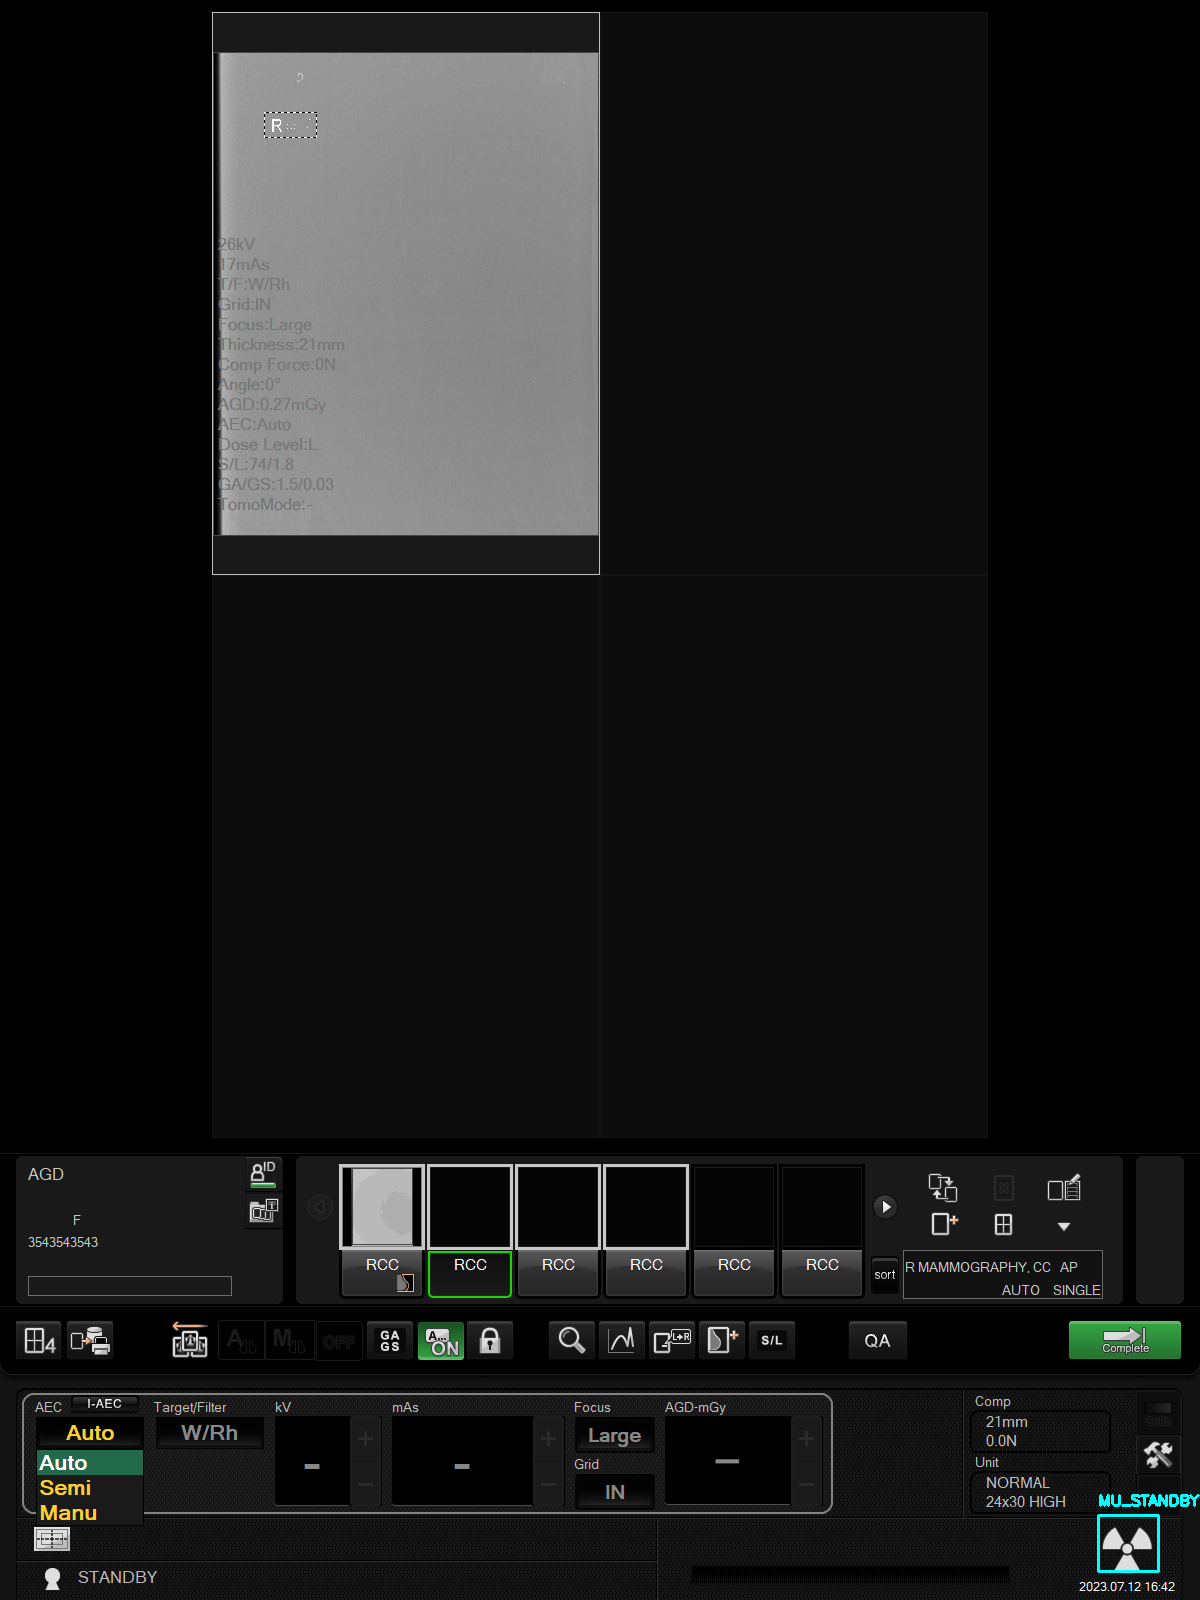 R
26kV
17mAs
T/F:W/Rh
Grid:IN
Focus:Large
Thickness:21mm
Comp Force:0N
Angle:0°
AGD:0.27mGy
AEC:Auto
Dose Level:L
S/L:74/1.8
GA/GS:1.5/0.03
TomoMode:-
AGD
ID
F
3543543543
RCC
RCC
RCC
RCC
RCC
RCC
sort
R MAMMOGRAPHY, CC AP
AUTO SINGLE
4
A
M
OFF
GA
GS
A...
ON
L→R
S/L
QA
Complete
AEC
I-AEC
Target/Filter
kV
mAs
Focus
AGD-mGy
Auto
W/Rh
Large
Auto
Semi
Manu
–
–
–
Grid
IN
Comp
21mm
0.0N
Unit
NORMAL
24x30 HIGH
MU_STANDBY
STANDBY
2023.07.12 16:42